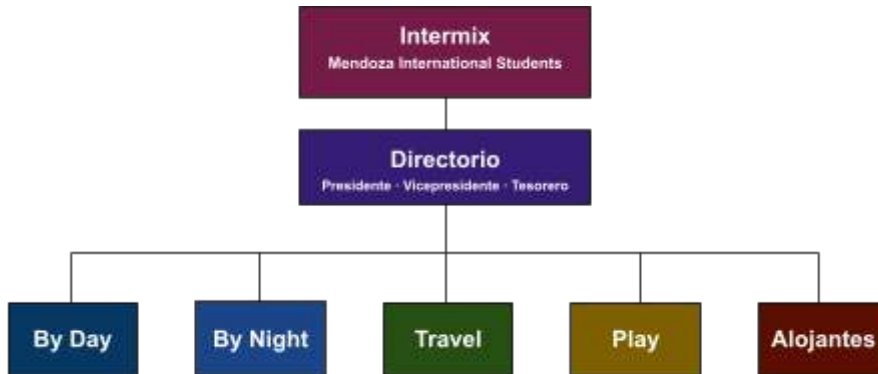 Intermix
Mendoza International Students
Directorio
Presidente · Vicepresidente · Tesorero
By Day
By Night
Travel
Play
Alojantes